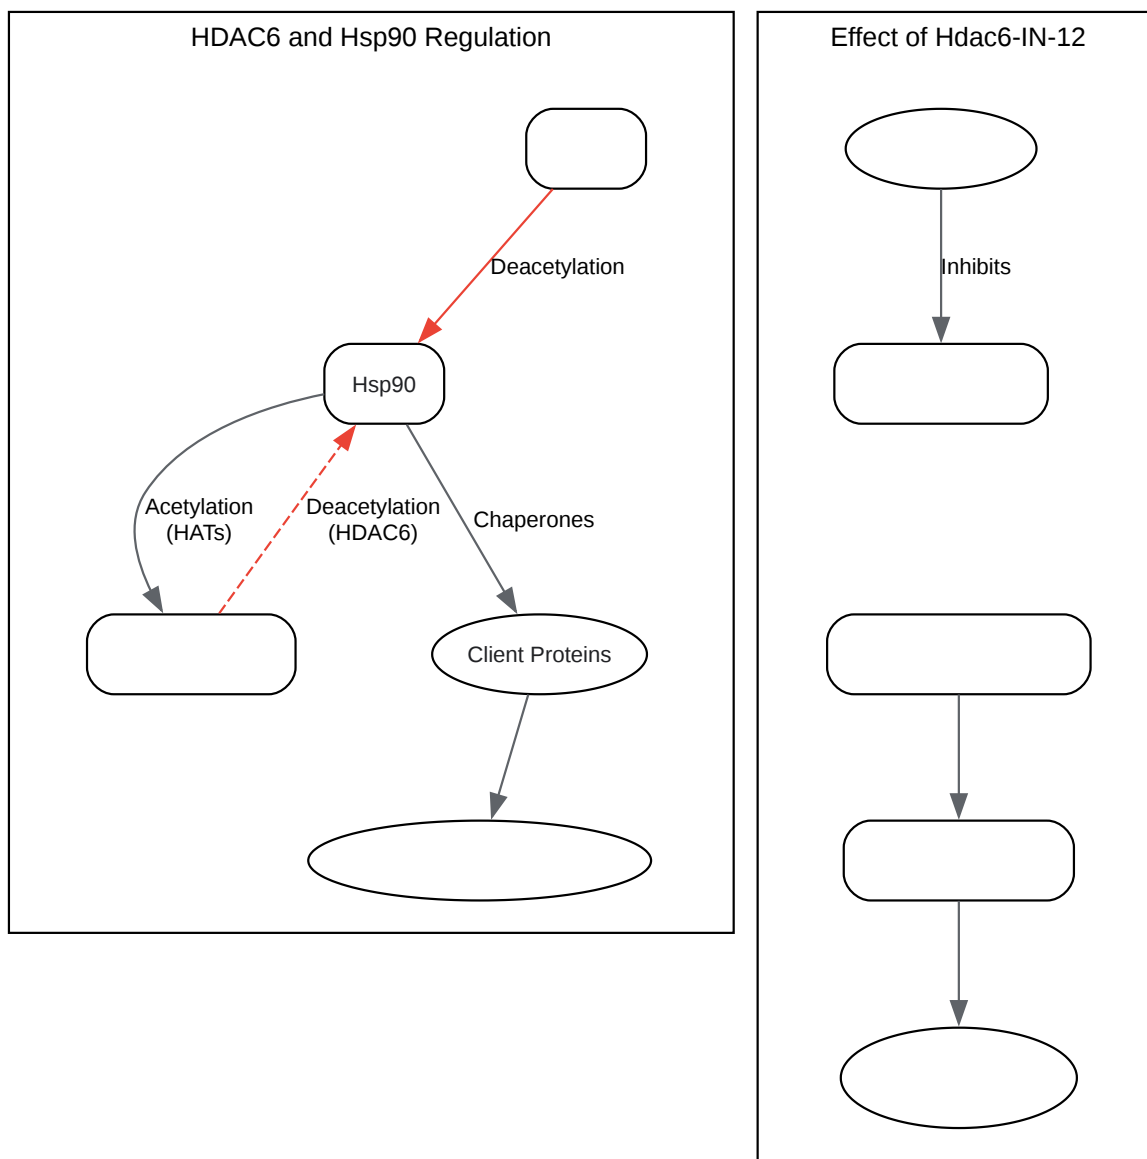 HDAC6 and Hsp90 Regulation
Deacetylation
Hsp90
Acetylation
(HATs)
Deacetylation
(HDAC6)
Chaperones
Client Proteins
Effect of Hdac6-IN-12
Inhibits